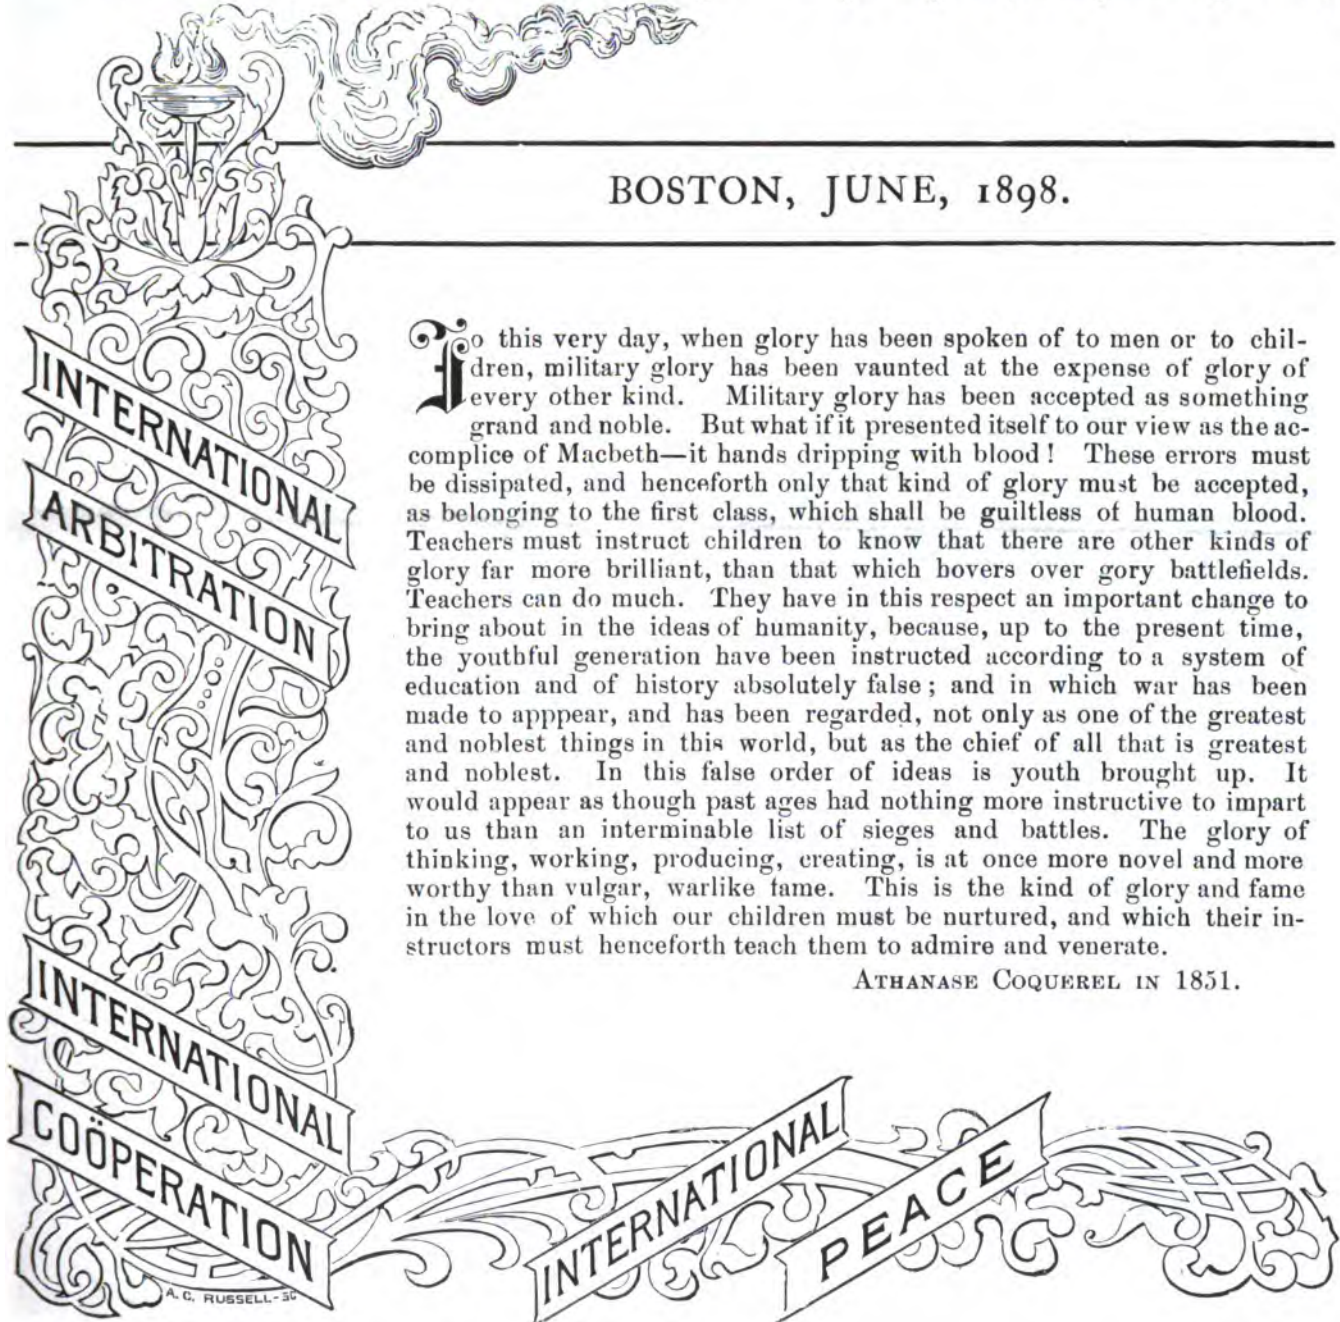 BOSTON, JUNE, 1898.
To this very day, when glory has been spoken of to men or to chil-
dren, military glory has been vaunted at the expense of glory of
every other kind. Military glory has been accepted as something
grand and noble. But what if it presented itself to our view as the ac-
complice of Macbeth—it hands dripping with blood! These errors must
be dissipated, and henceforth only that kind of glory must be accepted,
as belonging to the first class, which shall be guiltless of human blood.
Teachers must instruct children to know that there are other kinds of
glory far more brilliant, than that which hovers over gory battlefields.
Teachers can do much. They have in this respect an important change to
bring about in the ideas of humanity, because, up to the present time,
the youthful generation have been instructed according to a system of
education and of history absolutely false; and in which war has been
made to apppear, and has been regarded, not only as one of the greatest
and noblest things in this world, but as the chief of all that is greatest
and noblest. In this false order of ideas is youth brought up. It
would appear as though past ages had nothing more instructive to impart
to us than an interminable list of sieges and battles. The glory of
thinking, working, producing, creating, is at once more novel and more
worthy than vulgar, warlike fame. This is the kind of glory and fame
in the love of which our children must be nurtured, and which their in-
structors must henceforth teach them to admire and venerate.
ATHANASE COQUEREL IN 1851.
INTERNATIONAL
ARBITRATION
INTERNATIONAL
COÖPERATION
INTERNATIONAL
PEACE
A. C. RUSSELL-SC